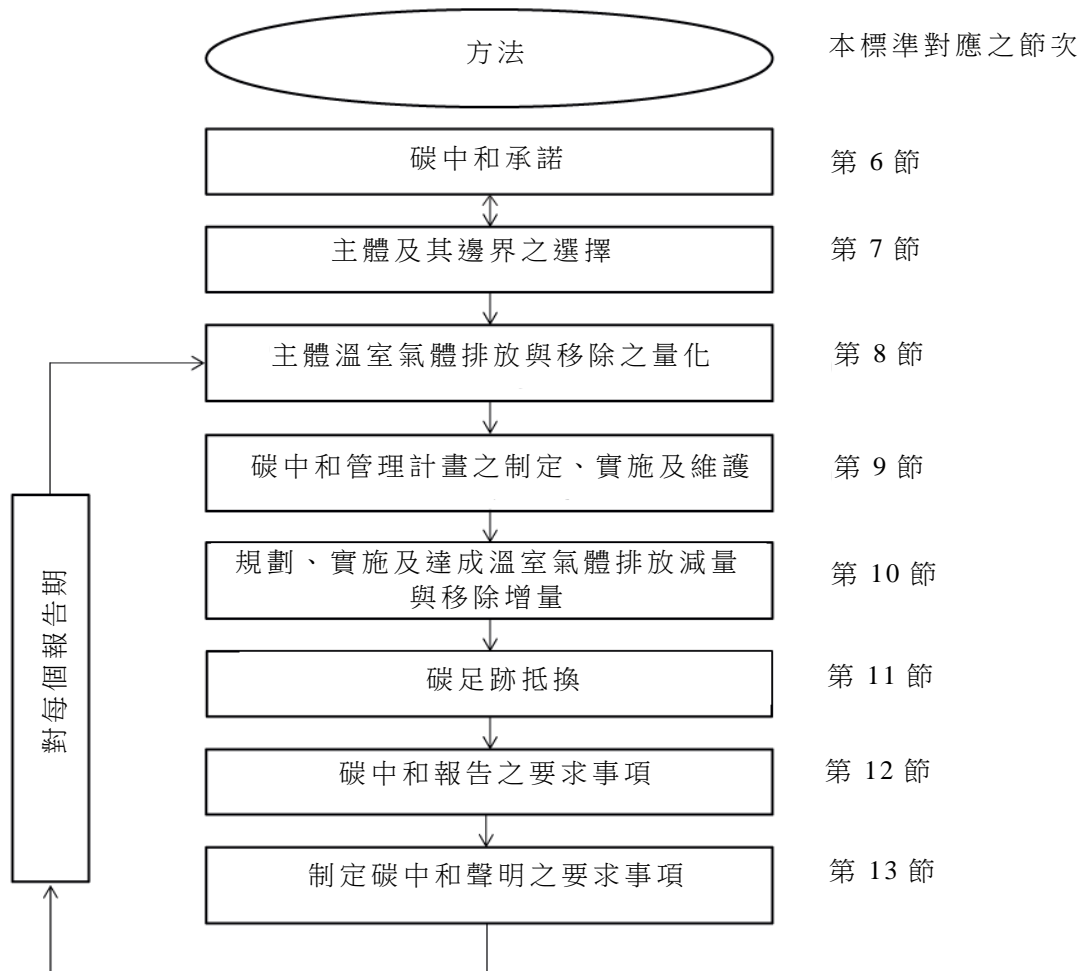 方法
本標準對應之節次
碳中和承諾
第 6 節
主體及其邊界之選擇
第 7 節
主體溫室氣體排放與移除之量化
第 8 節
碳中和管理計畫之制定、實施及維護
第 9 節
規劃、實施及達成溫室氣體排放減量
與移除增量
第 10 節
碳足跡抵換
第 11 節
碳中和報告之要求事項
第 12 節
制定碳中和聲明之要求事項
第 13 節
對每個報告期